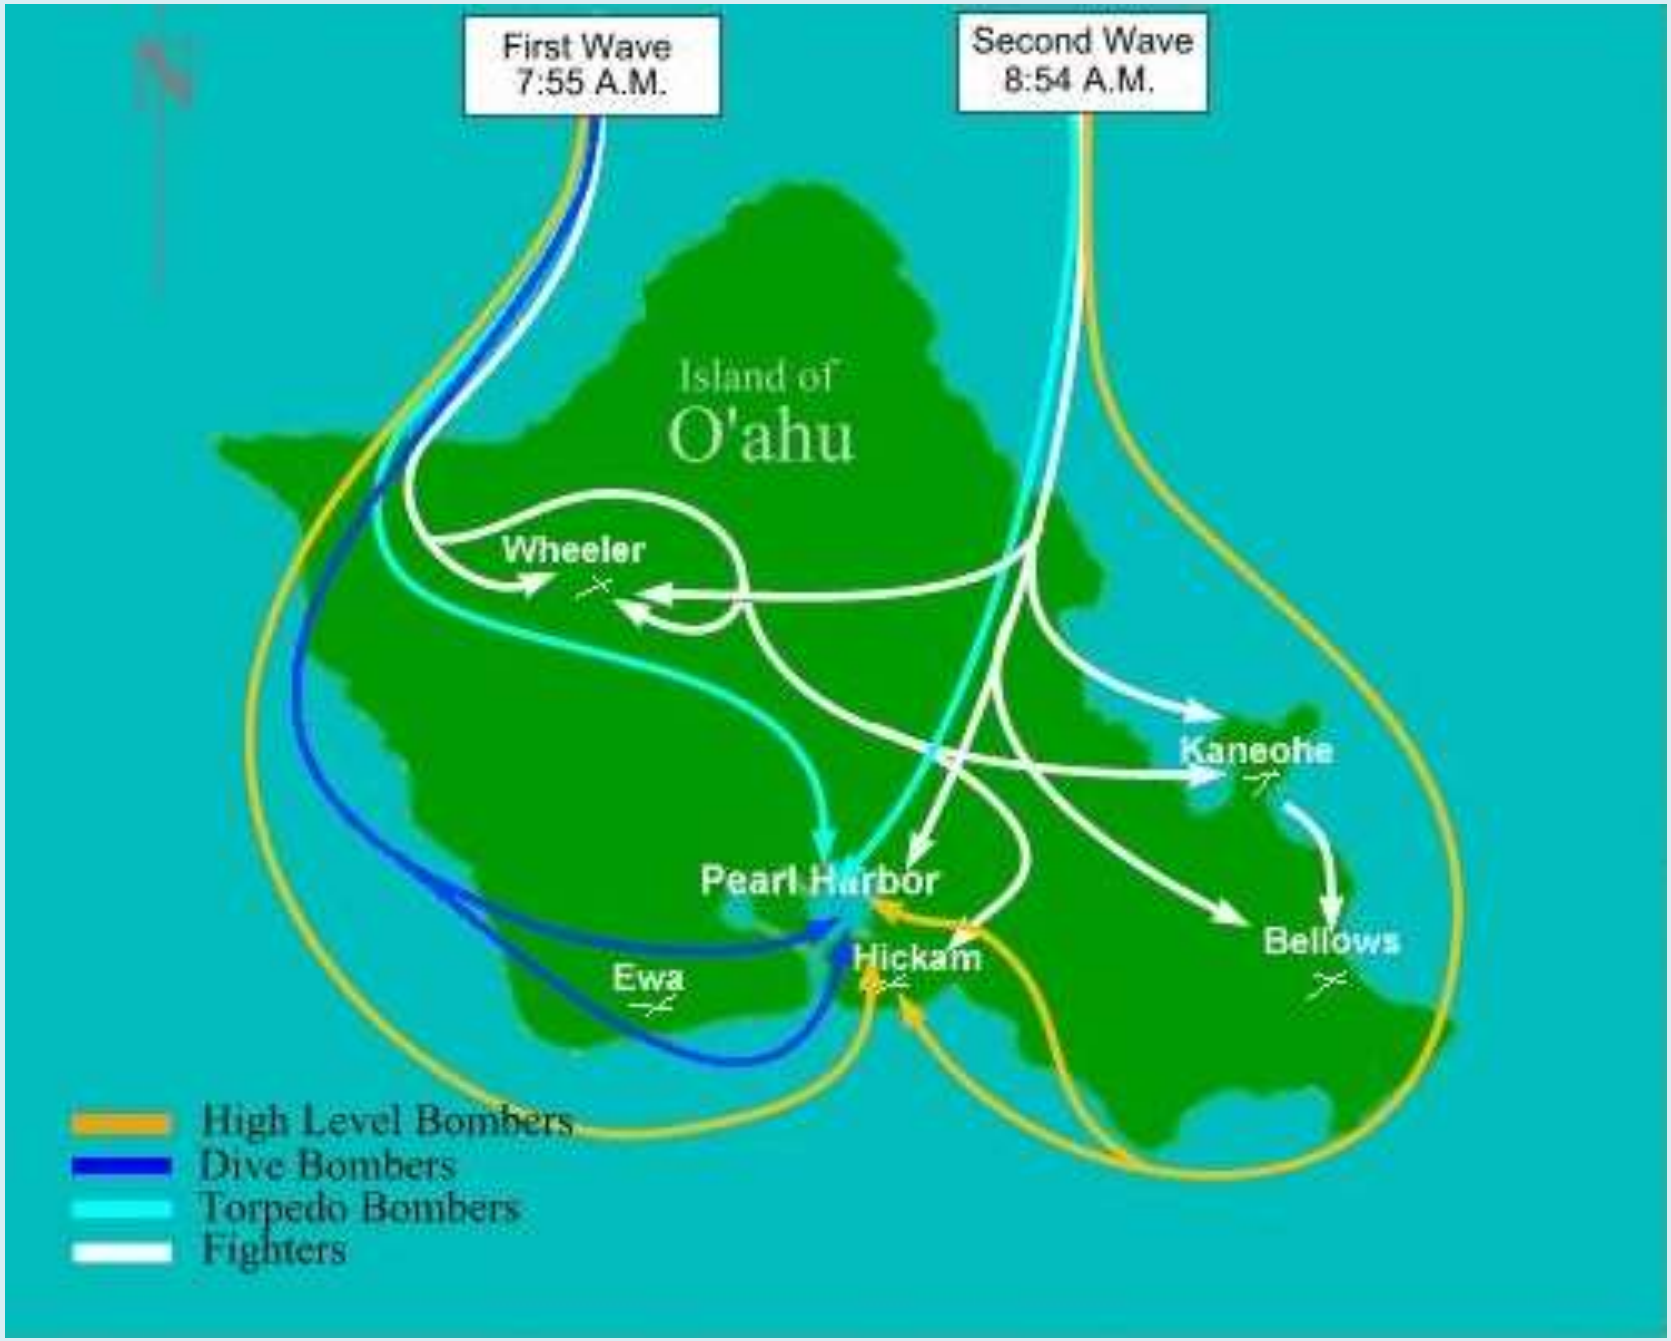 First Wave
7:55 A.M.
Second Wave
8:54 A.M.
N
Island of
O'ahu
Wheeler
Kaneohe
Pearl Harbor
Hickam
Bellows
Ewa
High Level Bombers
Dive Bombers
Torpedo Bombers
Fighters